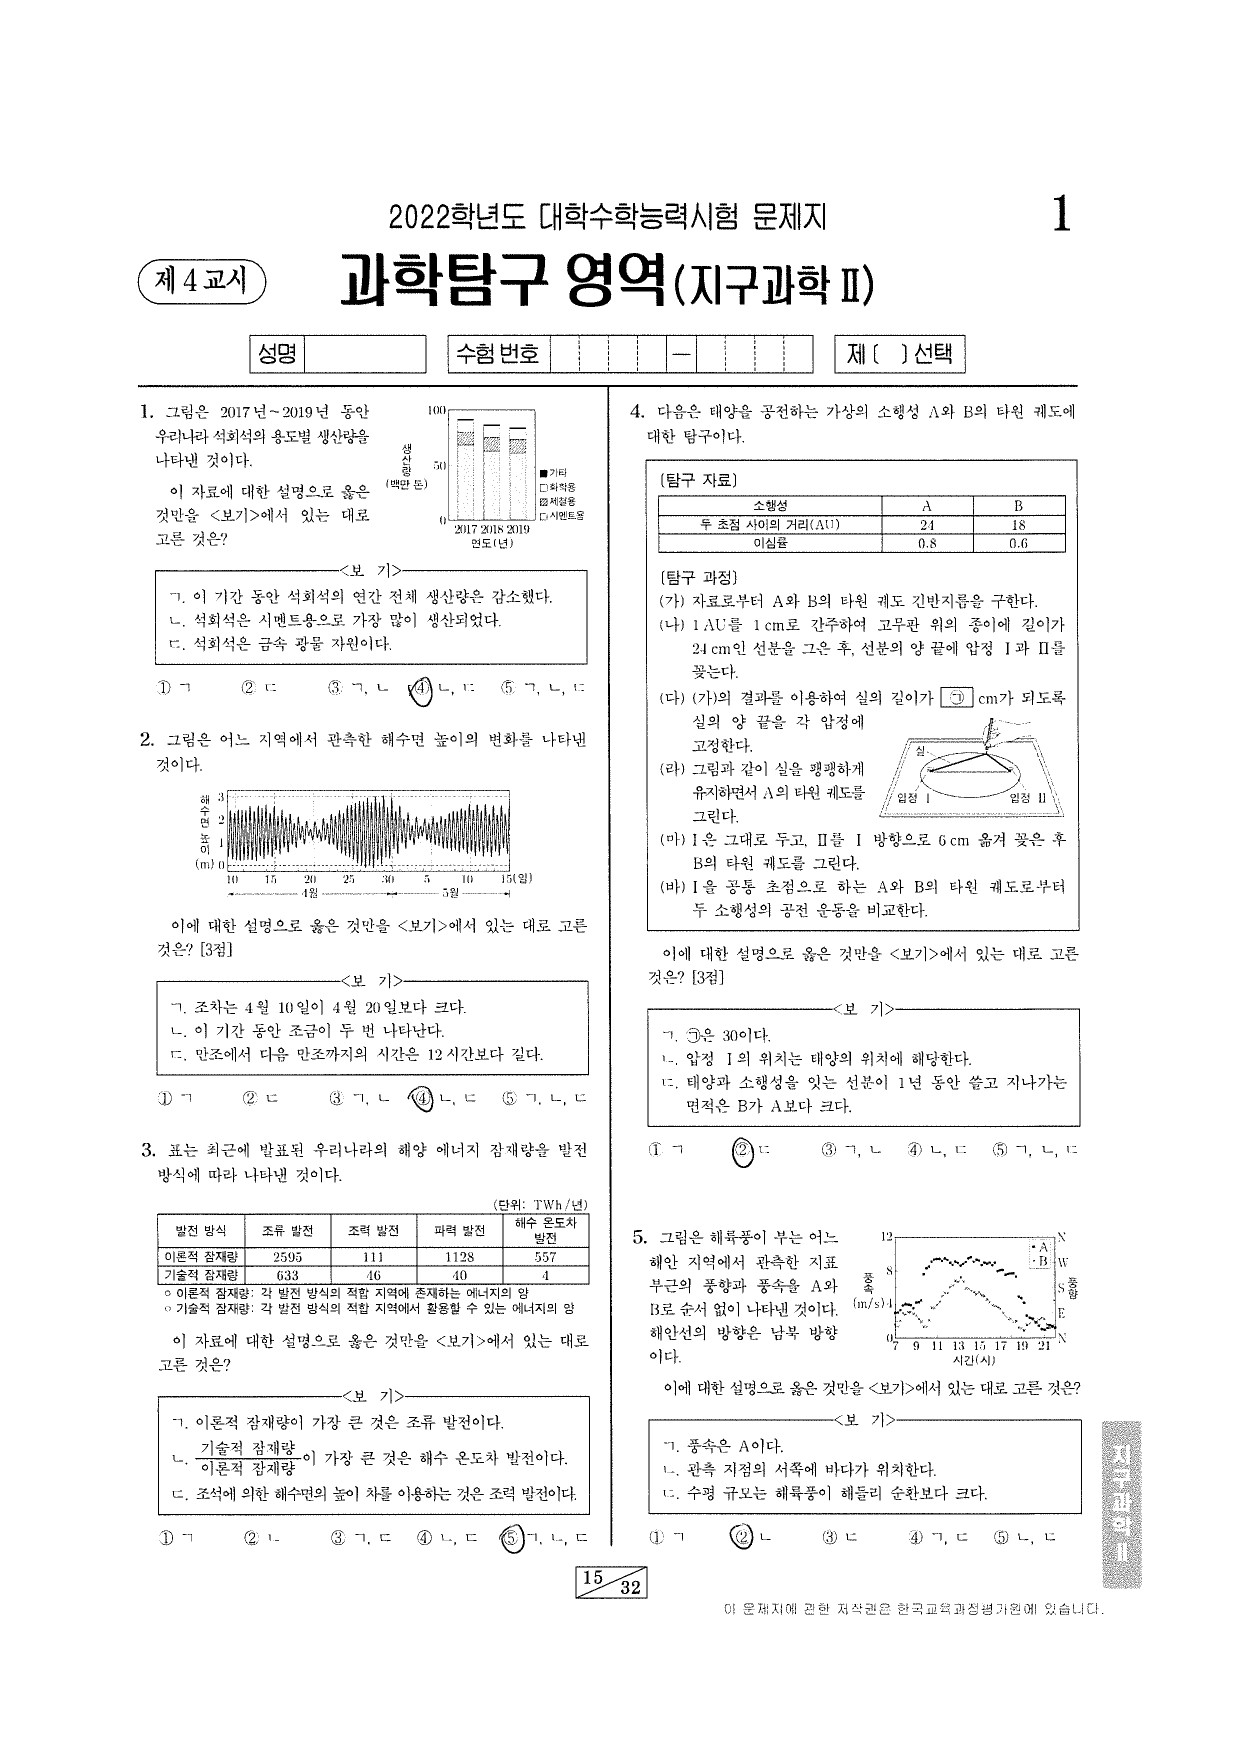 2022학년도 대학수학능력시험 문제지
1
제 4 교시
과학탐구 영역(지구과학Ⅱ)
성명
수험 번호
—
제 ( ) 선택
1. 그림은 2017년~2019년 동안
우리나라 석회석의 용도별 생산량을
나타낸 것이다.
이 자료에 대한 설명으로 옳은
것만을 <보기>에서 있는 대로
고른 것은?
100
50
0
생산량
(백만 톤)
■기타
□화학용
▨제철용
□시멘트용
2017 2018 2019
연도(년)
<보 기>
ㄱ. 이 기간 동안 석회석의 연간 전체 생산량은 감소했다.
ㄴ. 석회석은 시멘트용으로 가장 많이 생산되었다.
ㄷ. 석회석은 금속 광물 자원이다.
① ㄱ ② ㄷ ③ ㄱ, ㄴ ④ ㄴ, ㄷ ⑤ ㄱ, ㄴ, ㄷ
2. 그림은 어느 지역에서 관측한 해수면 높이의 변화를 나타낸
것이다.
해수면 높이
(m)
3
2
1
0
10 15 20 25 30 5 10 15(일)
4월 5월
이에 대한 설명으로 옳은 것만을 <보기>에서 있는 대로 고른
것은? [3점]
<보 기>
ㄱ. 조차는 4월 10일이 4월 20일보다 크다.
ㄴ. 이 기간 동안 조금이 두 번 나타난다.
ㄷ. 만조에서 다음 만조까지의 시간은 12시간보다 길다.
① ㄱ ② ㄷ ③ ㄱ, ㄴ ④ ㄴ, ㄷ ⑤ ㄱ, ㄴ, ㄷ
3. 표는 최근에 발표된 우리나라의 해양 에너지 잠재량을 발전
방식에 따라 나타낸 것이다.
(단위: TWh/년)
발전 방식 조류 발전 조력 발전 파력 발전 해수 온도차 발전
이론적 잠재량 2595 111 1128 557
기술적 잠재량 633 46 40 4
○ 이론적 잠재량: 각 발전 방식의 적합 지역에 존재하는 에너지의 양
○ 기술적 잠재량: 각 발전 방식의 적합 지역에서 활용할 수 있는 에너지의 양
이 자료에 대한 설명으로 옳은 것만을 <보기>에서 있는 대로
고른 것은?
<보 기>
ㄱ. 이론적 잠재량이 가장 큰 것은 조류 발전이다.
ㄴ. 기술적 잠재량/이론적 잠재량이 가장 큰 것은 해수 온도차 발전이다.
ㄷ. 조석에 의한 해수면의 높이 차를 이용하는 것은 조력 발전이다.
① ㄱ ② ㄴ ③ ㄱ, ㄷ ④ ㄴ, ㄷ ⑤ ㄱ, ㄴ, ㄷ
4. 다음은 태양을 공전하는 가상의 소행성 A와 B의 타원 궤도에
대한 탐구이다.
[탐구 자료]
소행성 A B
두 초점 사이의 거리(AU) 24 18
이심률 0.8 0.6
[탐구 과정]
(가) 자료로부터 A와 B의 타원 궤도 긴반지름을 구한다.
(나) 1 AU를 1 cm로 간주하여 고무판 위의 종이에 길이가
24 cm인 선분을 그은 후, 선분의 양 끝에 압정 Ⅰ과 Ⅱ를
꽂는다.
(다) (가)의 결과를 이용하여 실의 길이가 ㉠ cm가 되도록
실의 양 끝을 각 압정에
고정한다.
(라) 그림과 같이 실을 팽팽하게
유지하면서 A의 타원 궤도를
그린다.
실
압정 Ⅰ
압정 Ⅱ
(마) Ⅰ은 그대로 두고, Ⅱ를 Ⅰ 방향으로 6 cm 옮겨 꽂은 후
B의 타원 궤도를 그린다.
(바) Ⅰ을 공통 초점으로 하는 A와 B의 타원 궤도로부터
두 소행성의 공전 운동을 비교한다.
이에 대한 설명으로 옳은 것만을 <보기>에서 있는 대로 고른
것은? [3점]
<보 기>
ㄱ. ㉠은 30이다.
ㄴ. 압정 Ⅰ의 위치는 태양의 위치에 해당한다.
ㄷ. 태양과 소행성을 잇는 선분이 1년 동안 쓸고 지나가는
면적은 B가 A보다 크다.
① ㄱ ② ㄷ ③ ㄱ, ㄴ ④ ㄴ, ㄷ ⑤ ㄱ, ㄴ, ㄷ
5. 그림은 해륙풍이 부는 어느
해안 지역에서 관측한 지표
부근의 풍향과 풍속을 A와
B로 순서 없이 나타낸 것이다.
해안선의 방향은 남북 방향
이다.
풍속
(m/s)
12
8
4
0
• A
· B
N
W
S
E
N
풍향
7 9 11 13 15 17 19 21
시간(시)
이에 대한 설명으로 옳은 것만을 <보기>에서 있는 대로 고른 것은?
<보 기>
ㄱ. 풍속은 A이다.
ㄴ. 관측 지점의 서쪽에 바다가 위치한다.
ㄷ. 수평 규모는 해륙풍이 해들리 순환보다 크다.
① ㄱ ② ㄴ ③ ㄷ ④ ㄱ, ㄷ ⑤ ㄴ, ㄷ
지구과학Ⅱ
15
32
이 문제지에 관한 저작권은 한국교육과정평가원에 있습니다.